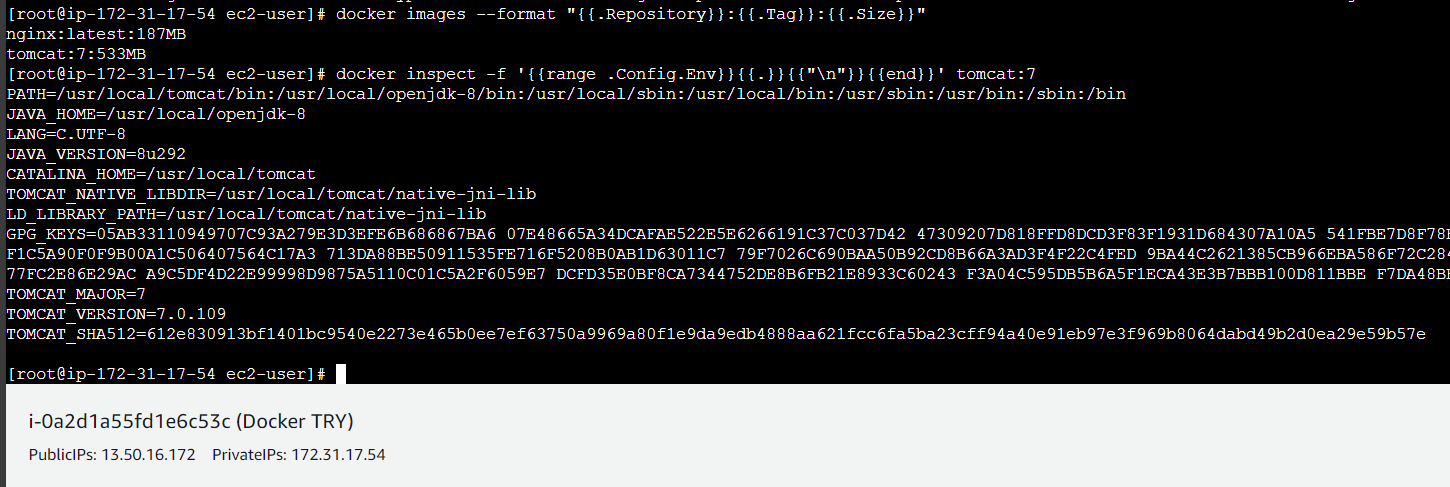 [root@ip-172-31-17-54 ec2-user]# docker images --format "{{.Repository}}:{{.Tag}}:{{.Size}}"
nginx:latest:187MB
tomcat:7:533MB
[root@ip-172-31-17-54 ec2-user]# docker inspect -f '{{range .Config.Env}}{{.}}{{"\n"}}{{end}}' tomcat:7
PATH=/usr/local/tomcat/bin:/usr/local/openjdk-8/bin:/usr/local/sbin:/usr/local/bin:/usr/sbin:/usr/bin:/sbin:/bin
JAVA_HOME=/usr/local/openjdk-8
LANG=C.UTF-8
JAVA_VERSION=8u292
CATALINA_HOME=/usr/local/tomcat
TOMCAT_NATIVE_LIBDIR=/usr/local/tomcat/native-jni-lib
LD_LIBRARY_PATH=/usr/local/tomcat/native-jni-lib
GPG_KEYS=05AB33110949707C93A279E3D3EFE6B686867BA6 07E48665A34DCAFAE522E5E6266191C37C037D42 47309207D818FFD8DCD3F83F1931D684307A10A5 541FBE7D8F78B
F1C5A90F0F9B00A1C506407564C17A3 713DA88BE50911535FE716F5208B0AB1D63011C7 79F7026C690BAA50B92CD8B66A3AD3F4F22C4FED 9BA44C2621385CB966EBA586F72C284
77FC2E86E29AC A9C5DF4D22E99998D9875A5110C01C5A2F6059E7 DCFD35E0BF8CA7344752DE8B6FB21E8933C60243 F3A04C595DB5B6A5F1ECA43E3B7BBB100D811BBE F7DA48BB
TOMCAT_MAJOR=7
TOMCAT_VERSION=7.0.109
TOMCAT_SHA512=612e830913bf1401bc9540e2273e465b0ee7ef63750a9969a80f1e9da9edb4888aa621fcc6fa5ba23cff94a40e91eb97e3f969b8064dabd49b2d0ea29e59b57e
[root@ip-172-31-17-54 ec2-user]#
i-0a2d1a55fd1e6c53c (Docker TRY)
PublicIPs: 13.50.16.172 PrivateIPs: 172.31.17.54